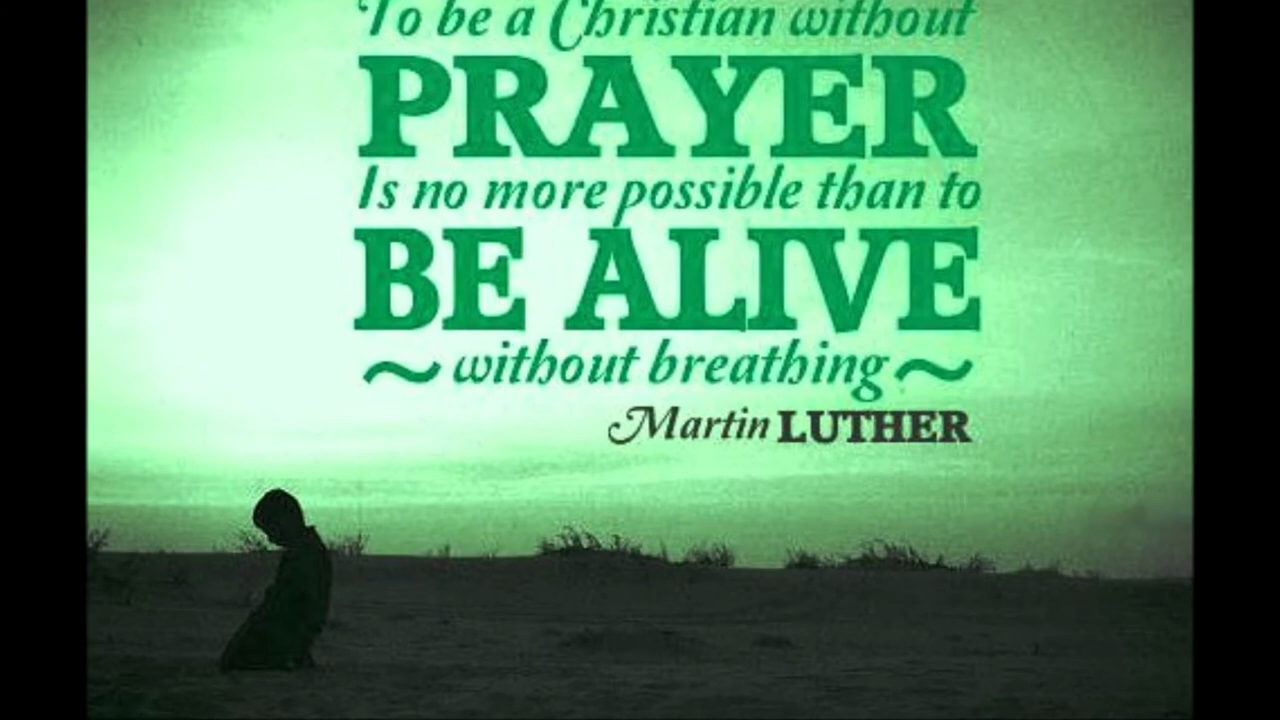 To be a Christian without
PRAYER
Is no more possible than to
BE ALIVE
~ without breathing ~
Martin LUTHER